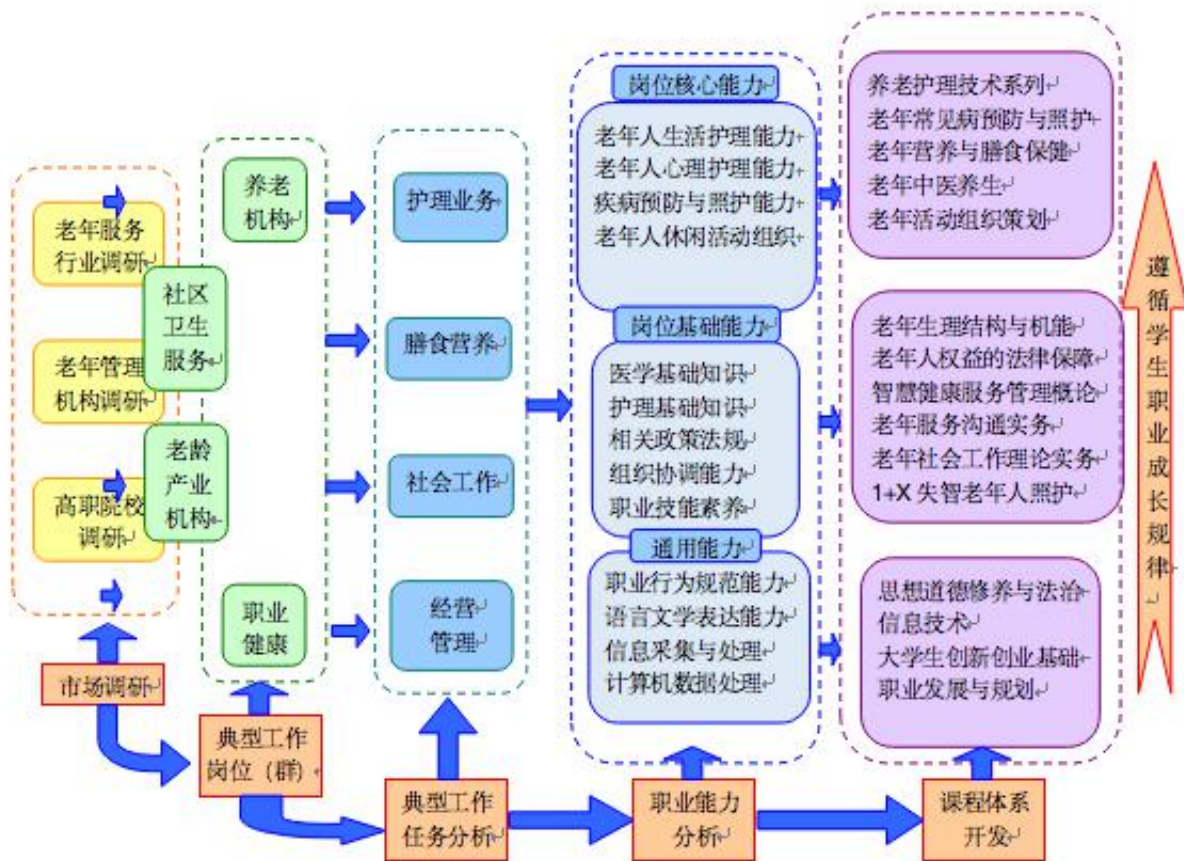 老年服务
行业调研
老年管理
机构调研
高职院校
调研
市场调研
养老
机构
社区
卫生
服务
老龄
产业
机构
职业
健康
典型工作
岗位（群）
护理业务
膳食营养
社会工作
经营
管理
典型工作
任务分析
岗位核心能力
老年人生活护理能力
老年人心理护理能力
疾病预防与照护能力
老年人休闲活动组织
岗位基础能力
医学基础知识
护理基础知识
相关政策法规
组织协调能力
职业技能素养
通用能力
职业行为规范能力
语言文学表达能力
信息采集与处理
计算机数据处理
职业能力
分析
养老护理技术系列
老年常见病预防与照护
老年营养与膳食保健
老年中医养生
老年活动组织策划
老年生理结构与机能
老年人权益的法律保障
智慧健康服务管理概论
老年服务沟通实务
老年社会工作理论实务
1+X 失智老年人照护
思想道德修养与法治
信息技术
大学生创新创业基础
职业发展与规划
课程体系
开发
遵循学生职业成长规律